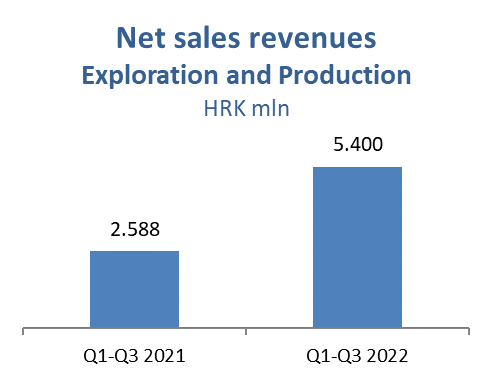 Net sales revenues
Exploration and Production
HRK mln
5.400
2.588
Q1-Q3 2021
Q1-Q3 2022